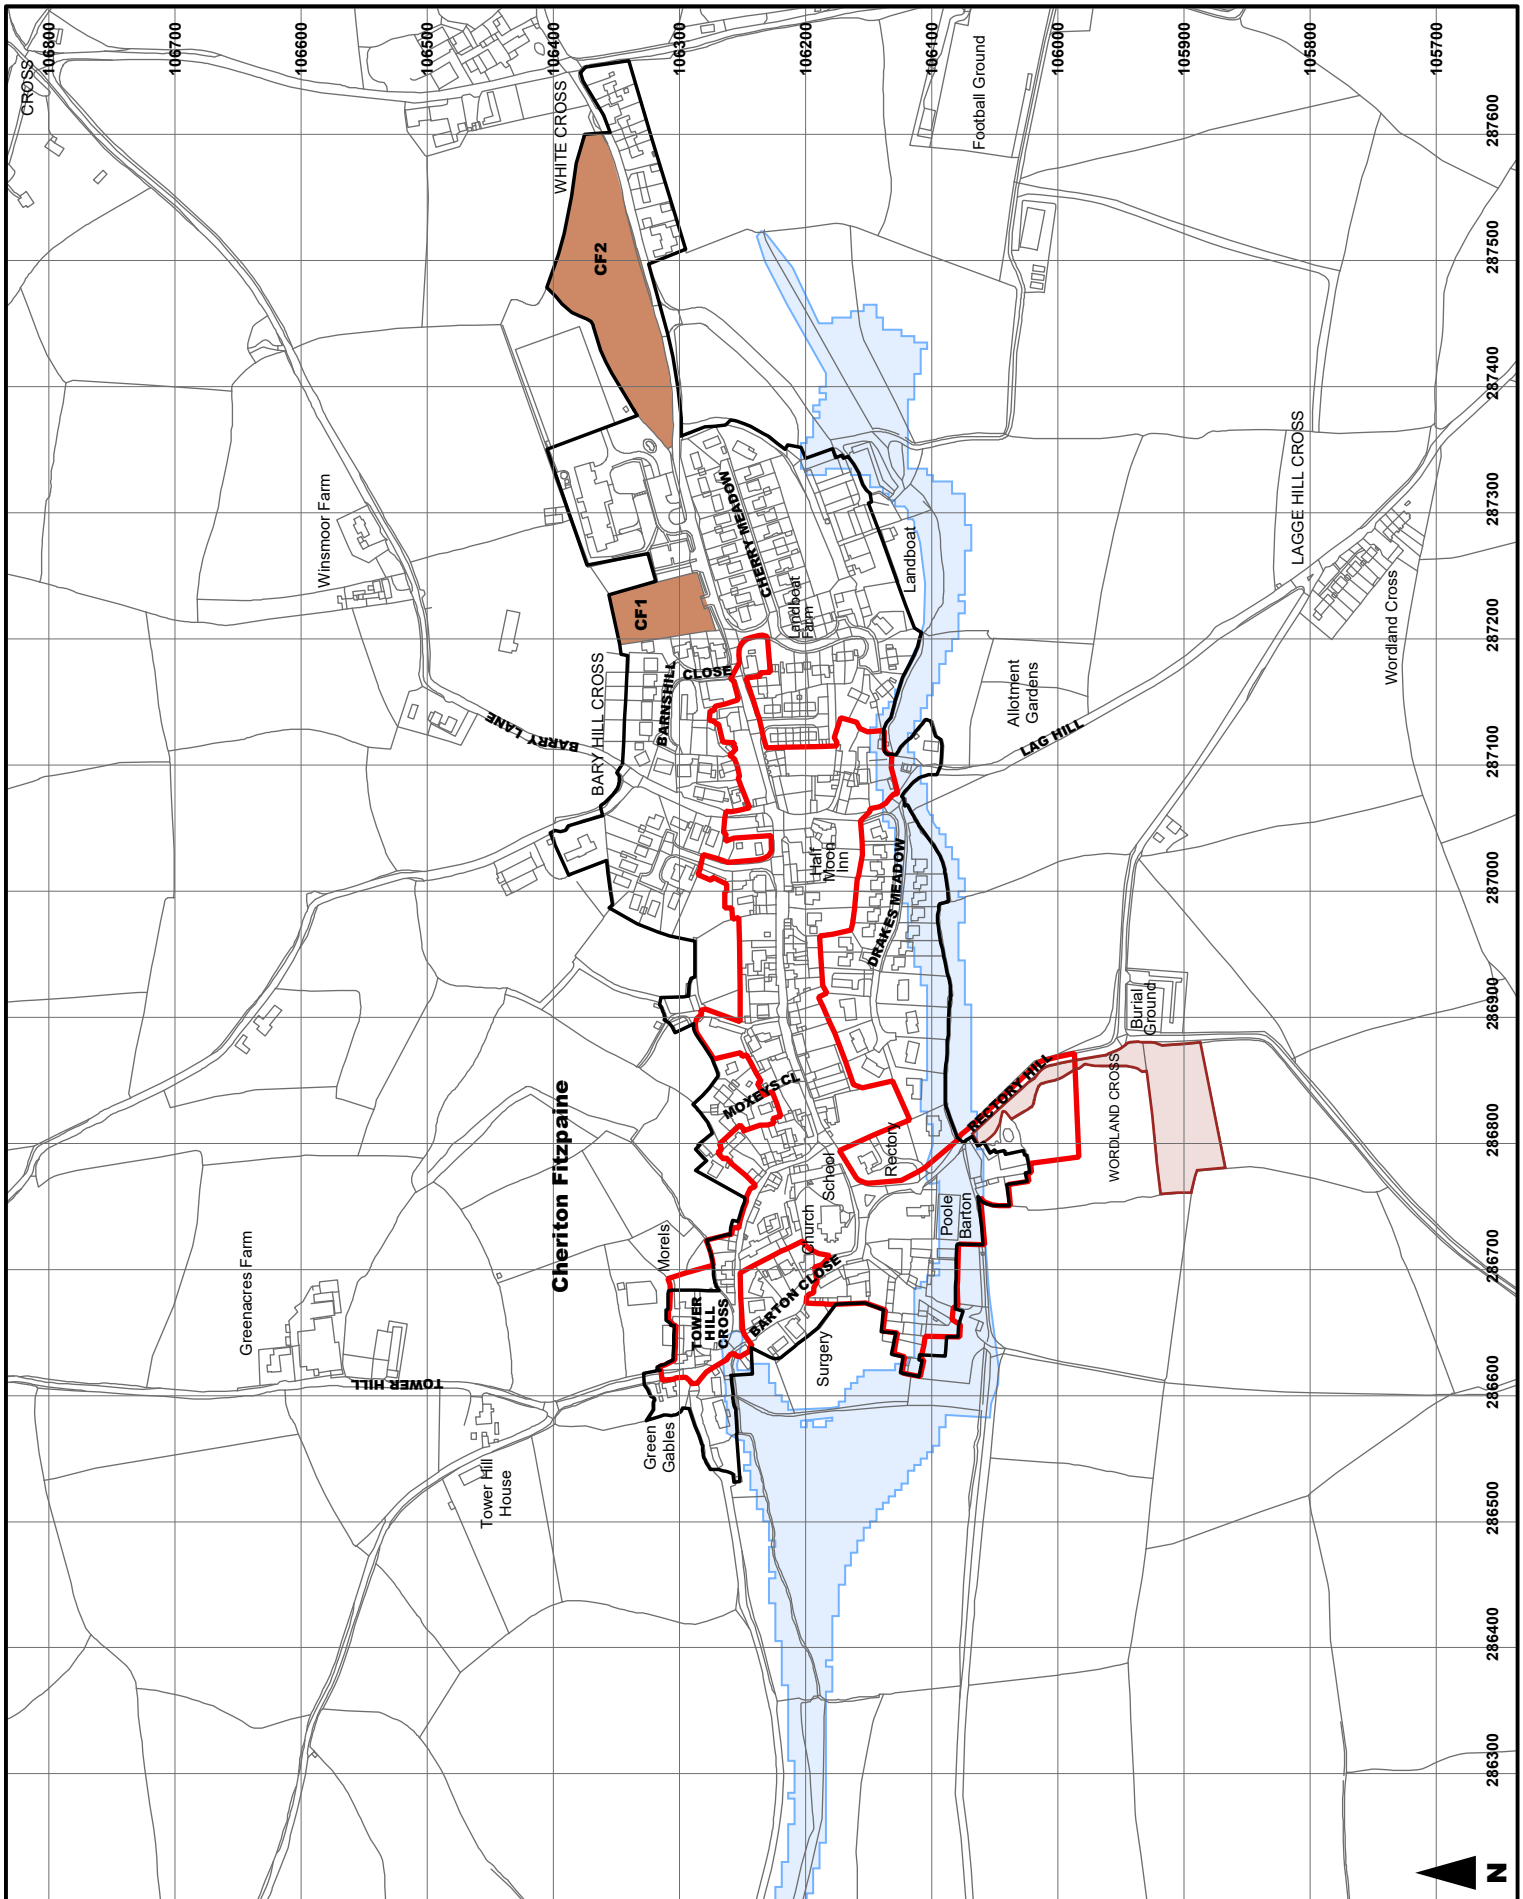 CROSS
106800
106700
106600
106500
106400
106300
106200
106100
106000
105900
105800
105700
WHITE CROSS
Football Ground
287600
CF2
287500
287400
Winsmoor Farm
CHERRY MEADOW
Landboat
Farm
Landboat
LAGGE HILL CROSS
287300
Wordland Cross
CF1
287200
BARRY LANE
BARY HILL CROSS
BARNSHILL
CLOSE
Allotment
Gardens
LAG HILL
287100
Half
Moon
Inn
DRAKES MEADOW
287000
Burial
Ground
286900
Cheriton Fitzpaine
MOXEYS CL
RECTORY HILL
WORDLAND CROSS
286800
School
Rectory
Church
Poole
Barton
Morels
Greenacres Farm
286700
TOWER
HILL
CROSS
BARTON CLOSE
Surgery
TOWER HILL
286600
Green
Gables
Tower Hill
House
286500
286400
286300
N